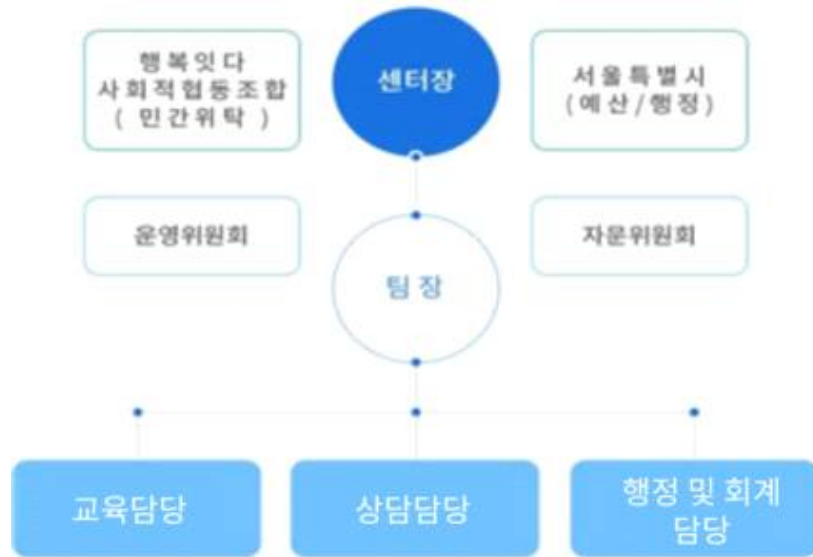 행복잇다
사회적협동조합
( 민간위탁 )
센터장
서울특별시
(예산/행정)
운영위원회
팀 장
자문위원회
교육담당
상담담당
행정 및 회계
담당